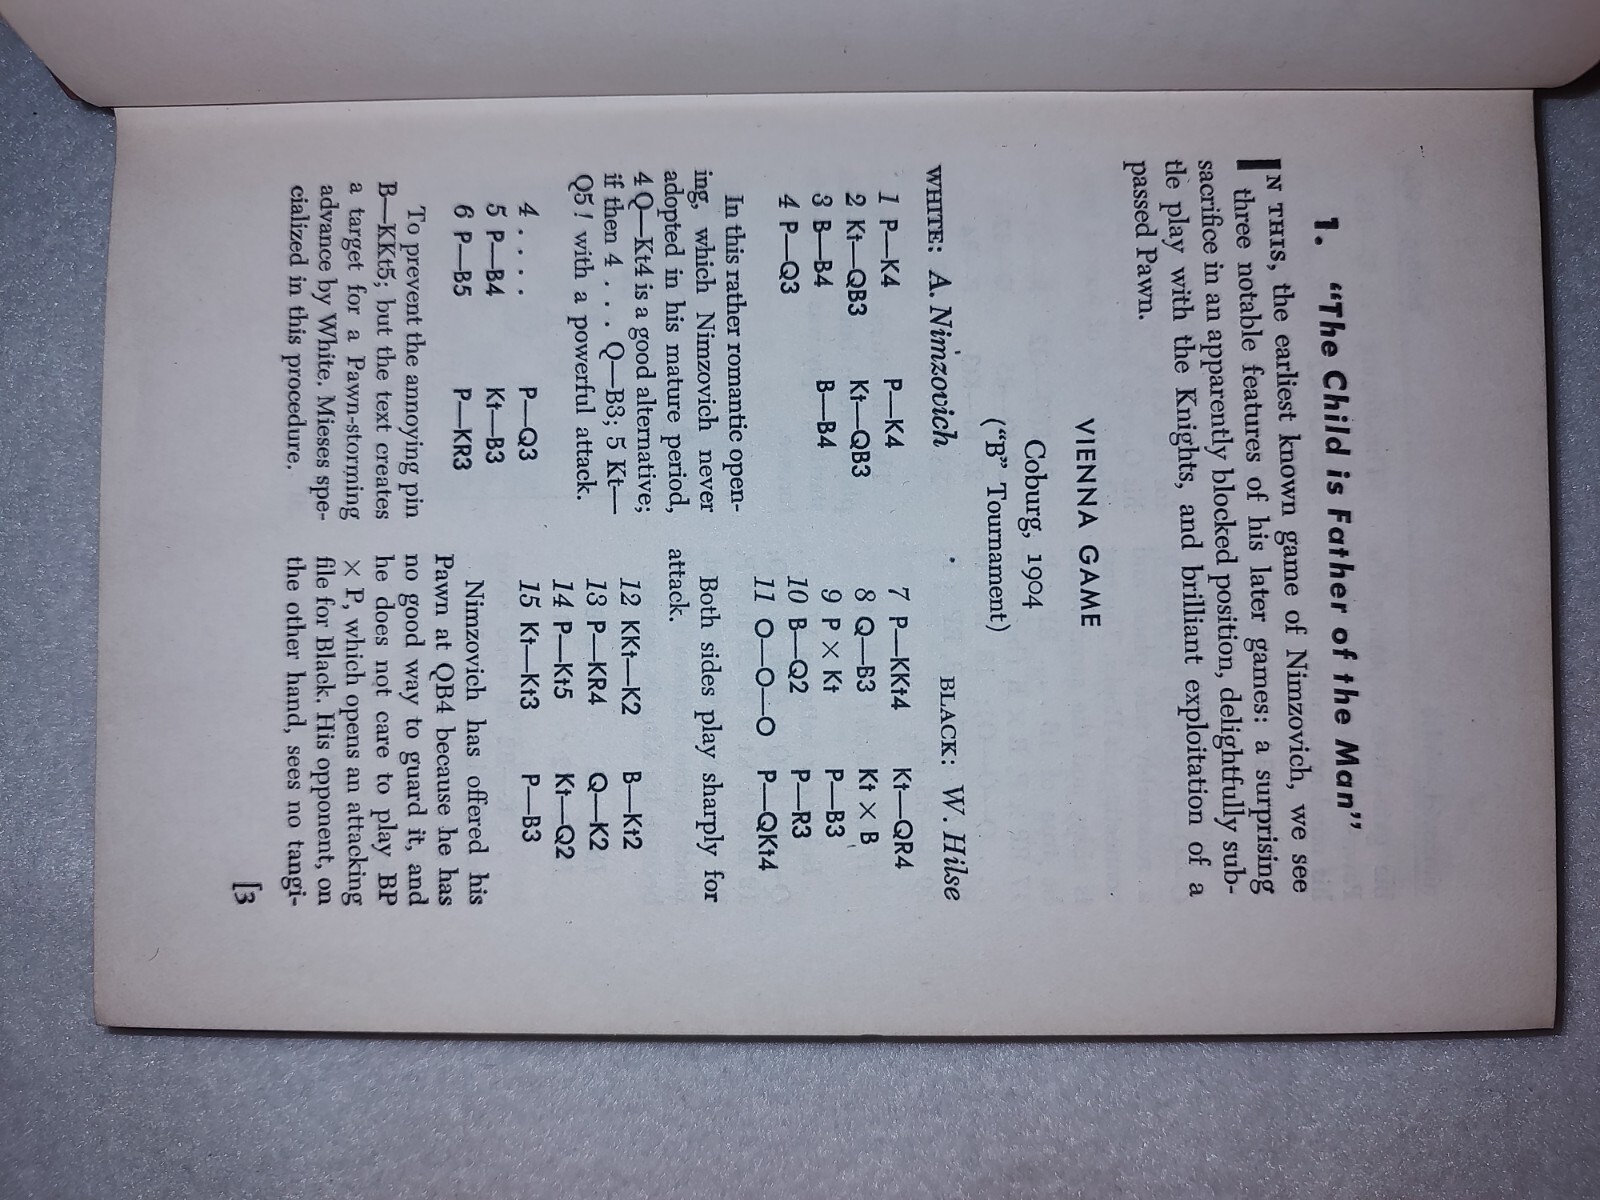 1. “The Child is Father of the Man”
IN THIS, the earliest known game of Nimzovich, we see
three notable features of his later games: a surprising
sacrifice in an apparently blocked position, delightfully sub-
tle play with the Knights, and brilliant exploitation of a
passed Pawn.
VIENNA GAME
Coburg, 1904
(“B” Tournament)
WHITE: A. Nimzovich BLACK: W. Hilse
1 P—K4 P—K4
2 Kt—QB3 Kt—QB3
3 B—B4 B—B4
4 P—Q3
In this rather romantic open-
ing, which Nimzovich never
adopted in his mature period,
4 Q—Kt4 is a good alternative;
if then 4 . . . Q—B3; 5 Kt—
Q5! with a powerful attack.
4 . . . . P—Q3
5 P—B4 Kt—B3
6 P—B5 P—KR3
To prevent the annoying pin
B—KKt5; but the text creates
a target for a Pawn-storming
advance by White. Mieses spe-
cialized in this procedure.
7 P—KKt4 Kt—QR4
8 Q—B3 Kt × B
9 P × Kt P—B3
10 B—Q2 P—R3
11 O—O—O P—QKt4
Both sides play sharply for
attack.
12 KKt—K2 B—Kt2
13 P—KR4 Q—K2
14 P—Kt5 Kt—Q2
15 Kt—Kt3 P—B3
Nimzovich has offered his
Pawn at QB4 because he has
no good way to guard it, and
he does not care to play BP
× P, which opens an attacking
file for Black. His opponent, on
the other hand, sees no tangi-
[3